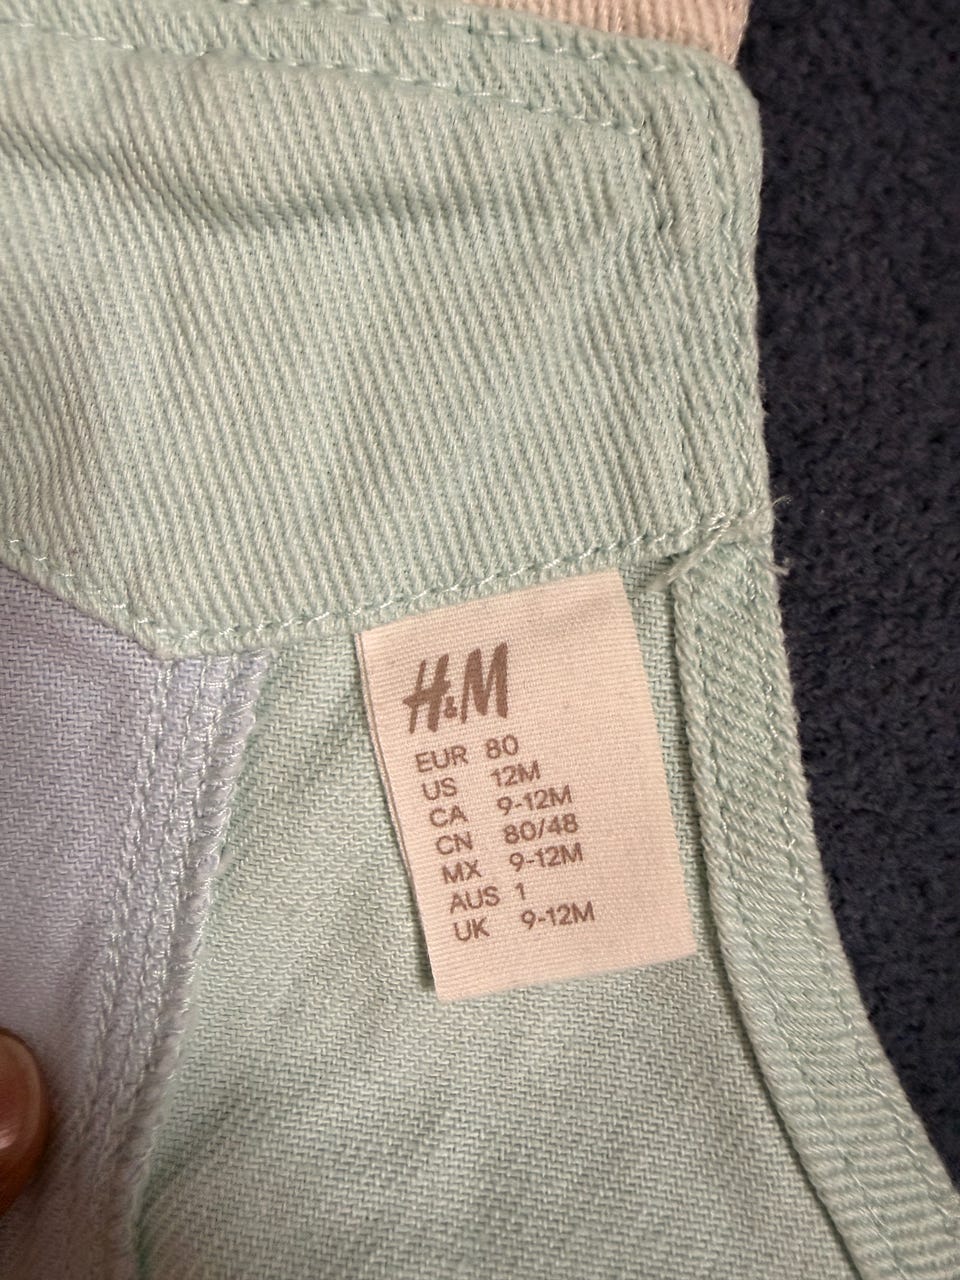 H&M
EUR 80
US 12M
CA 9-12M
CN 80/48
MX 9-12M
AUS 1
UK 9-12M